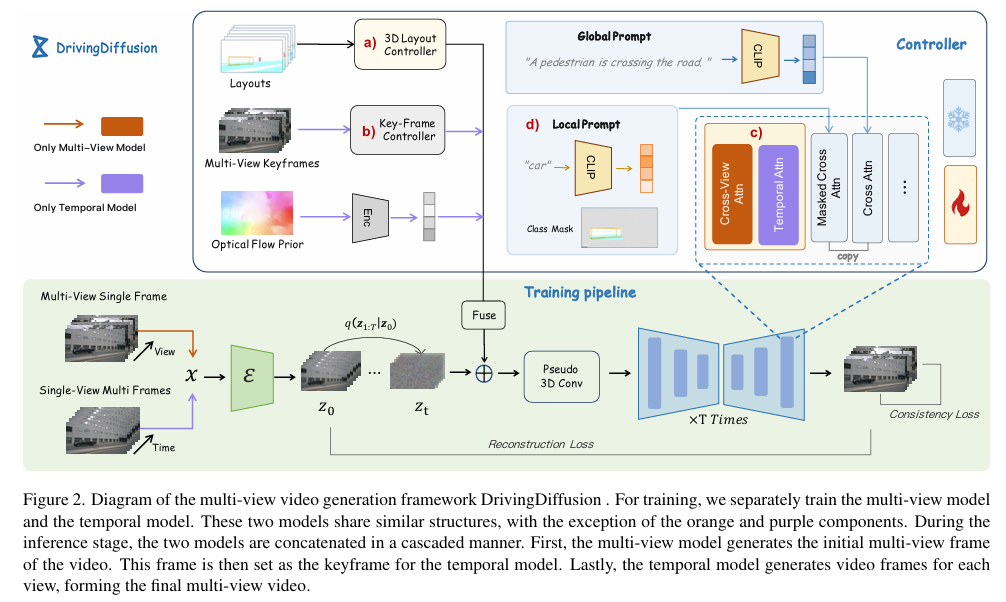 DrivingDiffusion
Only Multi-View Model
Only Temporal Model
Layouts
a) 3D Layout
Controller
Multi-View Keyframes
b) Key-Frame
Controller
Optical Flow Prior
Enc
Global Prompt
"A pedestrian is crossing the road. "
CLIP
Controller
d) Local Prompt
"car"
CLIP
Class Mask
c)
Cross-View
Attn
Temporal Attn
Masked Cross
Attn
Cross Attn
...
copy
Training pipeline
Multi-View Single Frame
View
Single-View Multi Frames
Time
x
ℰ
q(z1:T|z0)
...
z0
zt
Fuse
Pseudo
3D Conv
×T Times
Consistency Loss
Reconstruction Loss
Figure 2. Diagram of the multi-view video generation framework DrivingDiffusion . For training, we separately train the multi-view model
and the temporal model. These two models share similar structures, with the exception of the orange and purple components. During the
inference stage, the two models are concatenated in a cascaded manner. First, the multi-view model generates the initial multi-view frame
of the video. This frame is then set as the keyframe for the temporal model. Lastly, the temporal model generates video frames for each
view, forming the final multi-view video.